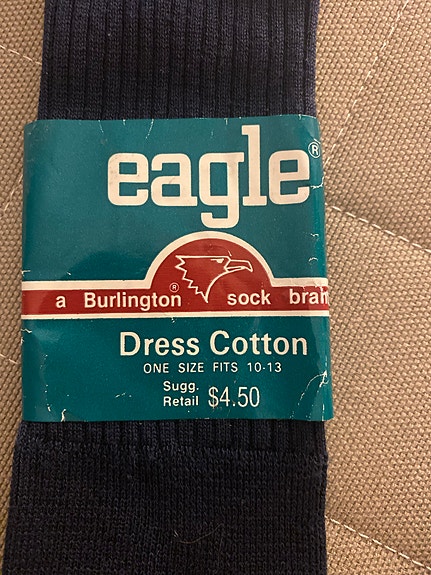 eagle®
a Burlington® sock bran
Dress Cotton
ONE SIZE FITS 10-13
Sugg.
Retail $4.50